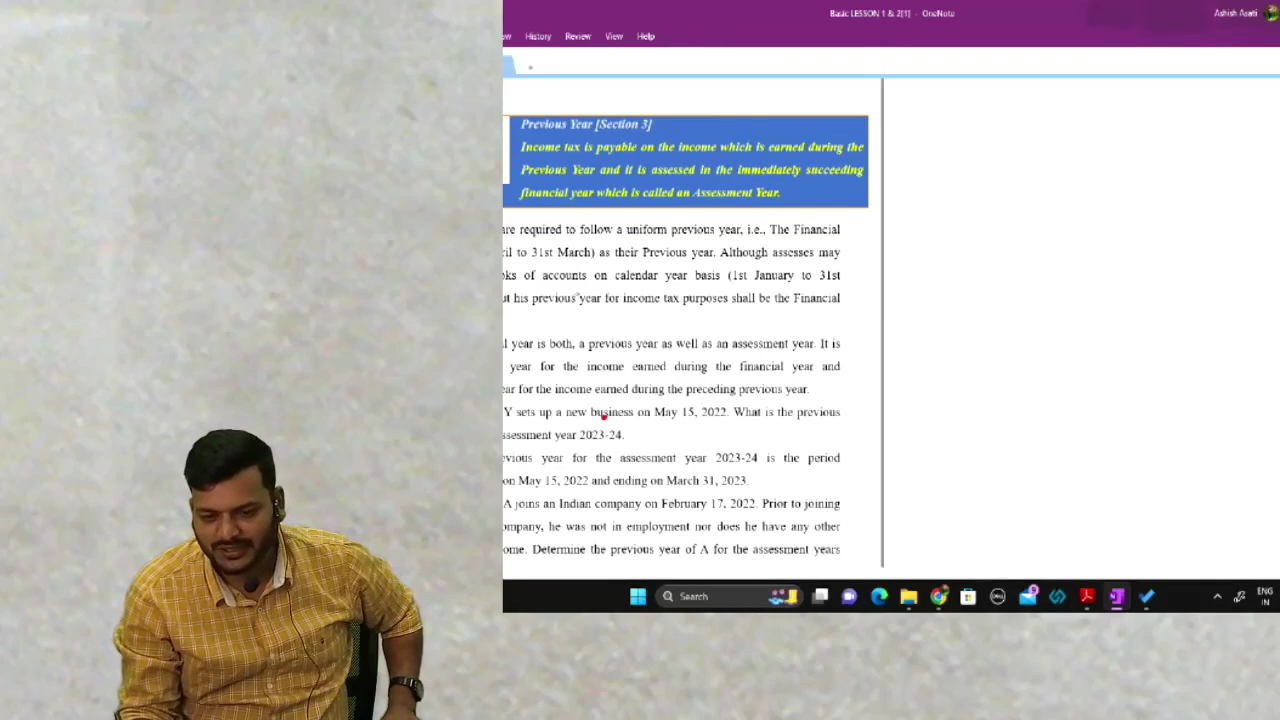 Basic LESSON 1 & 2[1] - OneNote
Ashish Asati
History Review View Help
Previous Year [Section 3]
Income tax is payable on the income which is earned during the
Previous Year and it is assessed in the immediately succeeding
financial year which is called an Assessment Year.
are required to follow a uniform previous year, i.e., The Financial
to 31st March) as their Previous year. Although assesses may
of accounts on calendar year basis (1st January to 31st
his previous year for income tax purposes shall be the Financial
year is both, a previous year as well as an assessment year. It is
year for the income earned during the financial year and
for the income earned during the preceding previous year.
Y sets up a new business on May 15, 2022. What is the previous
2023-24.
year for the assessment year 2023-24 is the period
on May 15, 2022 and ending on March 31, 2023.
A joins an Indian company on February 17, 2022. Prior to joining
he was not in employment nor does he have any other
Determine the previous year of A for the assessment years
Search
ENG
IN